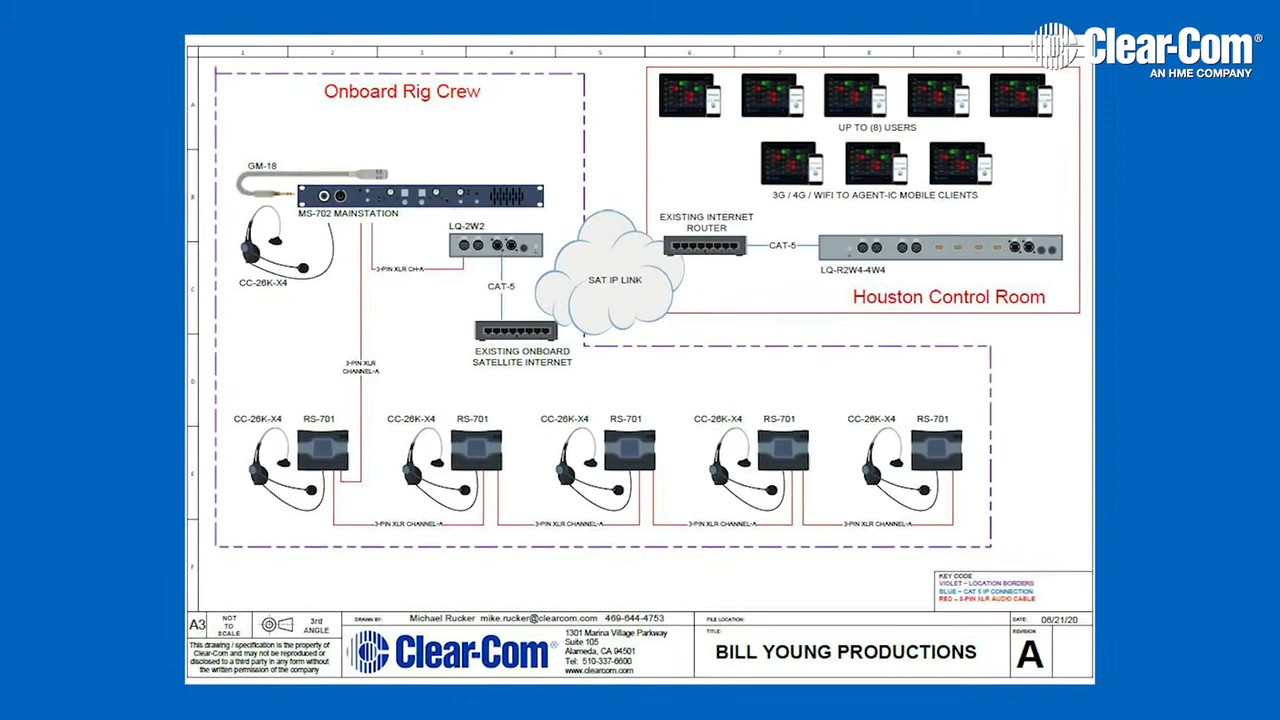 Clear-Com®
AN HME COMPANY
1 2 3 4 5 6 7 8 9
A
B
C
D
E
F
Onboard Rig Crew
GM-18
MS-702 MAINSTATION
CC-26K-X4
LQ-2W2
3-PIN XLR CH-A
CAT-5
EXISTING ONBOARD
SATELLITE INTERNET
3-PIN XLR
CHANNEL-A
SAT IP LINK
UP TO (8) USERS
3G / 4G / WIFI TO AGENT-IC MOBILE CLIENTS
EXISTING INTERNET
ROUTER
CAT-5
LQ-R2W4-4W4
Houston Control Room
CC-26K-X4 RS-701 CC-26K-X4 RS-701 CC-26K-X4 RS-701 CC-26K-X4 RS-701 CC-26K-X4 RS-701
3-PIN XLR CHANNEL-A 3-PIN XLR CHANNEL-A 3-PIN XLR CHANNEL-A 3-PIN XLR CHANNEL-A
KEY CODE
VIOLET – LOCATION BORDERS
BLUE – CAT 5 IP CONNECTION
RED – 3-PIN XLR AUDIO CABLE
A3
NOT
TO
SCALE
3rd
ANGLE
This drawing / specification is the property of
Clear-Com and may not be reproduced or
disclosed to a third party in any form without
the written permission of the company
DRAWN BY: Michael Rucker mike.rucker@clearcom.com 469-644-4753
Clear-Com®
1301 Marina Village Parkway
Suite 105
Alameda, CA 94501
Tel: 510-337-6600
www.clearcom.com
FILE LOCATION:
TITLE:
BILL YOUNG PRODUCTIONS
DATE: 06/21/20
REVISION
A